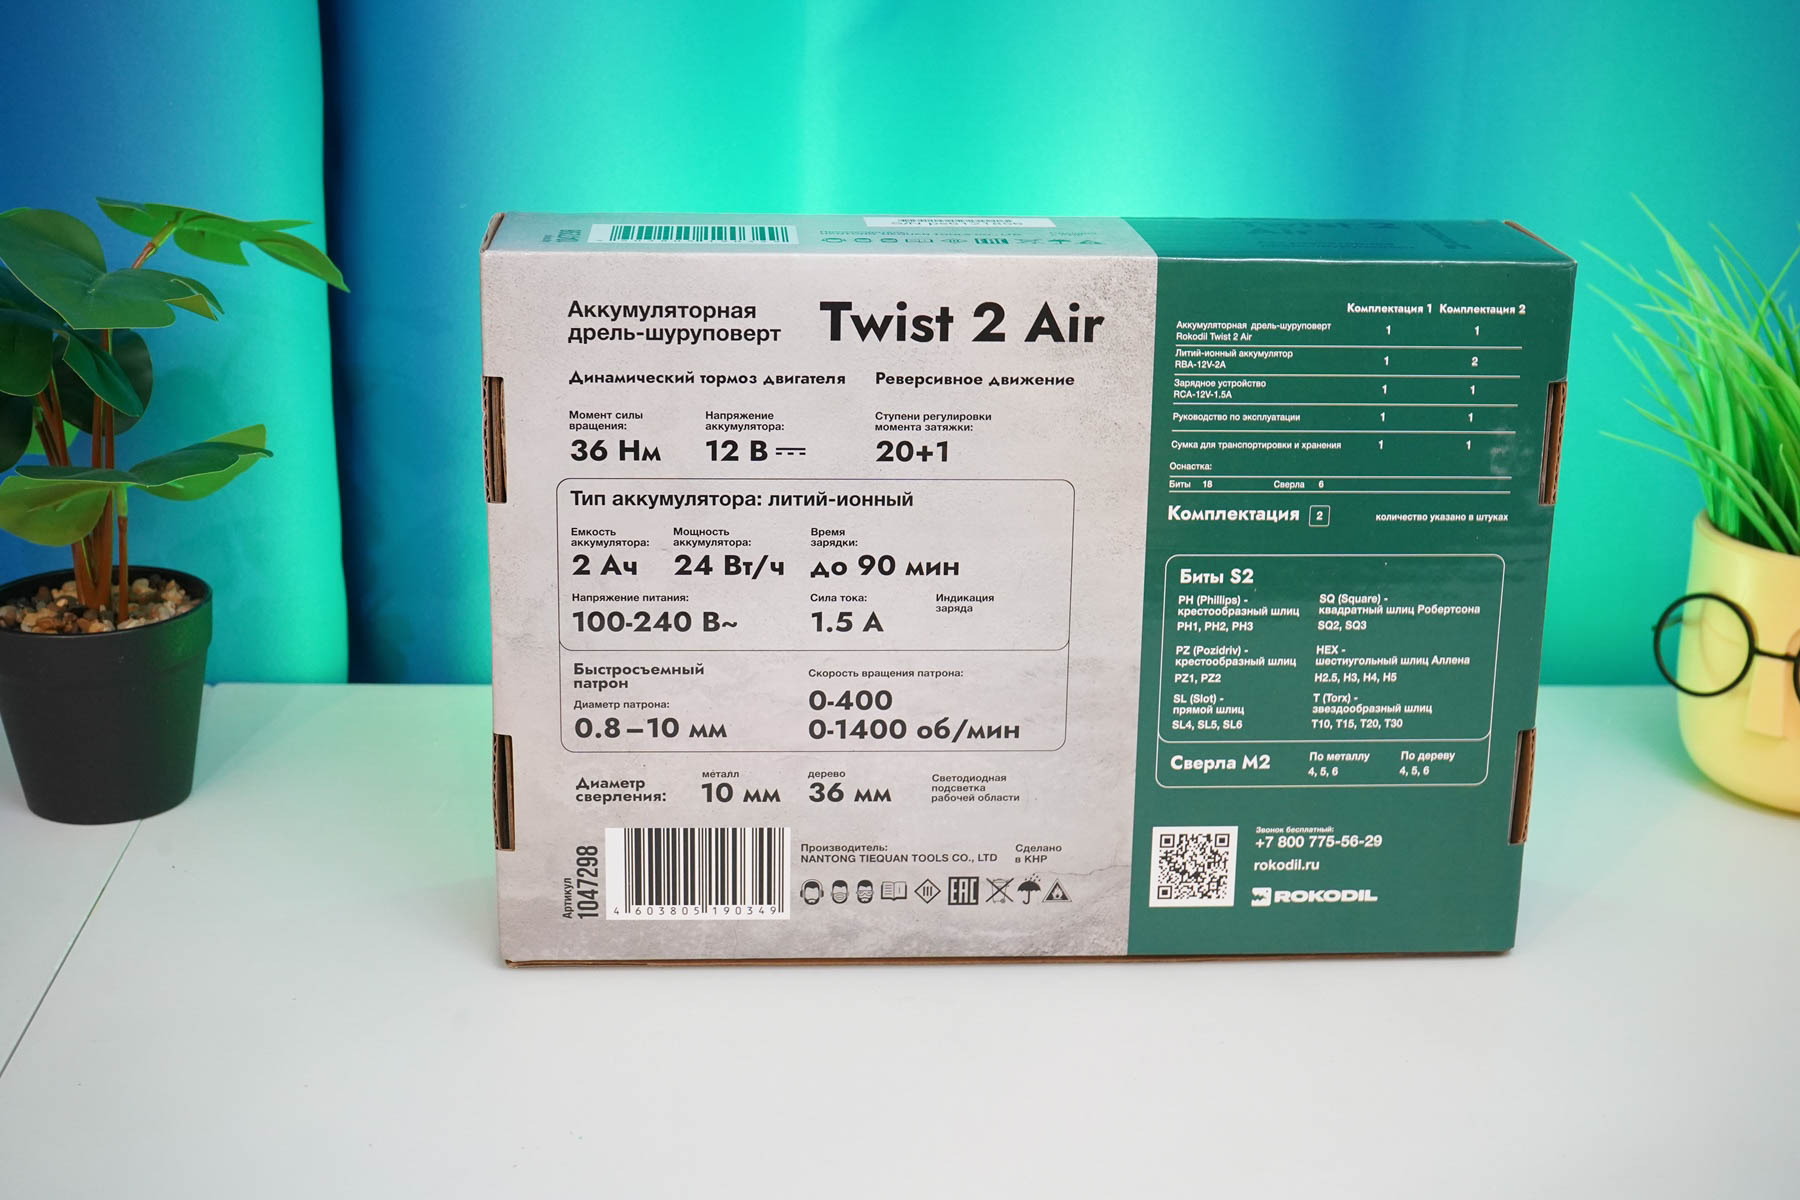 1047298
Twist 2
Air
Аккумуляторная
дрель-шуруповерт
Twist 2 Air
Динамический тормоз двигателя
Реверсивное движение
Момент силы
вращения:
36 Нм
Напряжение
аккумулятора:
12 В
Ступени регулировки
момента затяжки:
20+1
Тип аккумулятора: литий-ионный
Емкость
аккумулятора:
2 Ач
Мощность
аккумулятора:
24 Вт/ч
Время
зарядки:
до 90 мин
Напряжение питания:
100-240 В~
Сила тока:
1.5 А
Индикация
заряда
Быстросъемный
патрон
Диаметр патрона:
0.8–10 мм
Скорость вращения патрона:
0-400
0-1400 об/мин
Диаметр
сверления:
металл
10 мм
дерево
36 мм
Светодиодная
подсветка
рабочей области
Артикул
1047298
4 603805 190349
Производитель:
NANTONG TIEQUAN TOOLS CO., LTD
Сделано
в КНР
EAC
Комплектация 1 Комплектация 2
Аккумуляторная дрель-шуруповерт
Rokodil Twist 2 Air
1 1
Литий-ионный аккумулятор
RBA-12V-2A
1 2
Зарядное устройство
RCA-12V-1.5A
1 1
Руководство по эксплуатации 1 1
Сумка для транспортировки и хранения 1 1
Оснастка:
Биты 18 Сверла 6
Комплектация 2 количество указано в штуках
Биты S2
PH (Phillips) -
крестообразный шлиц
PH1, PH2, PH3
SQ (Square) -
квадратный шлиц Робертсона
SQ2, SQ3
PZ (Pozidriv) -
крестообразный шлиц
PZ1, PZ2
HEX -
шестиугольный шлиц Аллена
H2.5, H3, H4, H5
SL (Slot) -
прямой шлиц
SL4, SL5, SL6
T (Torx) -
звездообразный шлиц
T10, T15, T20, T30
Сверла M2
По металлу
4, 5, 6
По дереву
4, 5, 6
Звонок бесплатный:
+7 800 775-56-29
rokodil.ru
ROKODIL